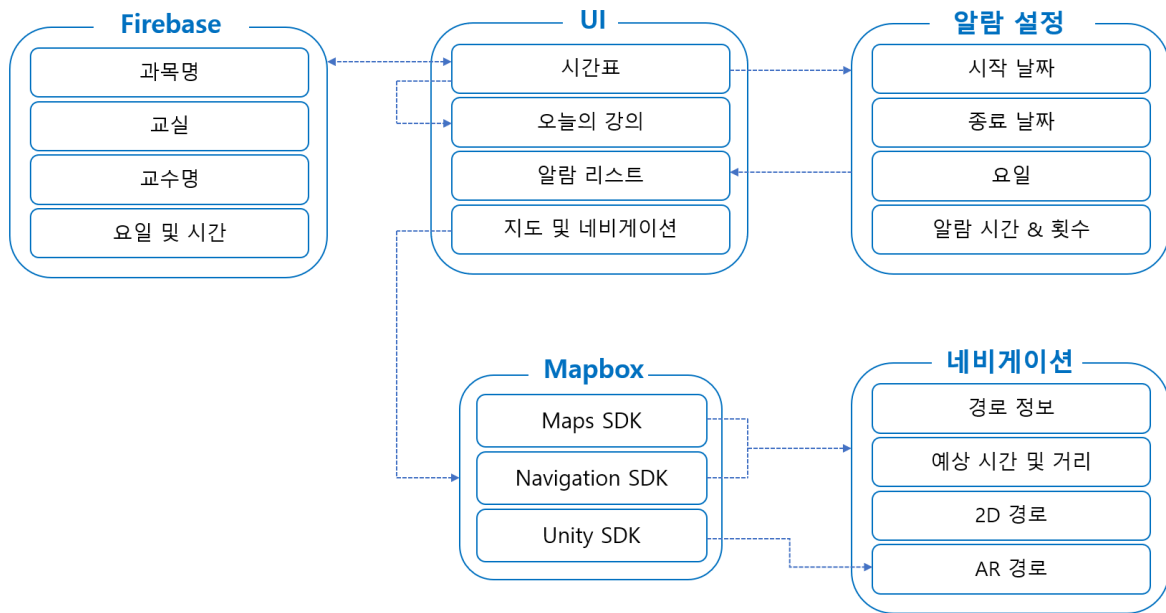 Firebase
과목명
교실
교수명
요일 및 시간
UI
시간표
오늘의 강의
알람 리스트
지도 및 네비게이션
알람 설정
시작 날짜
종료 날짜
요일
알람 시간 & 횟수
Mapbox
Maps SDK
Navigation SDK
Unity SDK
네비게이션
경로 정보
예상 시간 및 거리
2D 경로
AR 경로